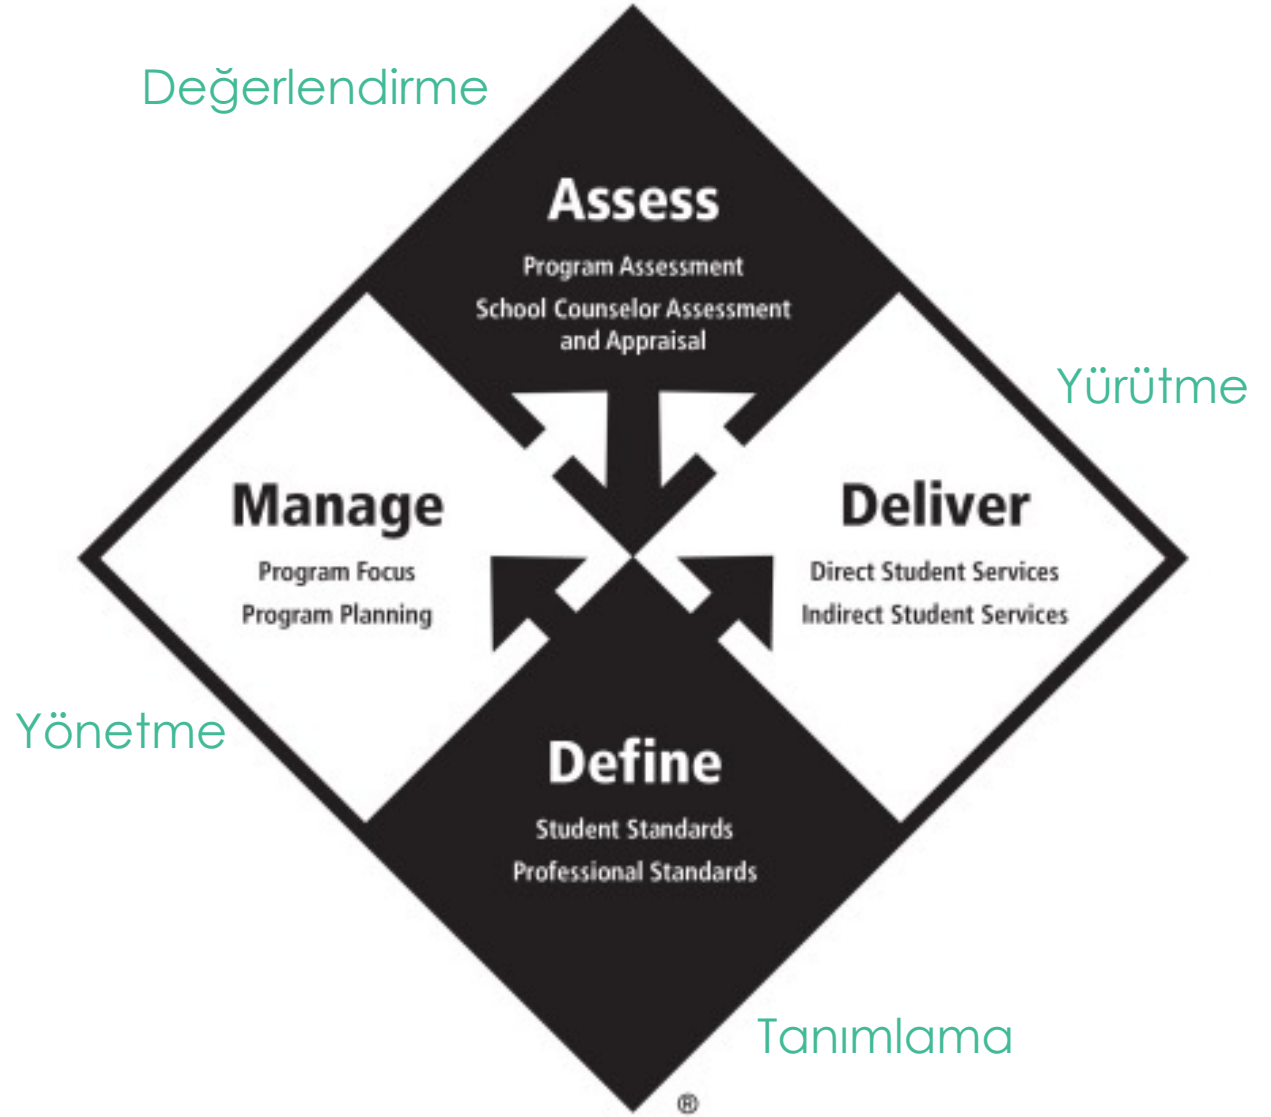 Değerlendirme
Assess
Program Assessment
School Counselor Assessment
and Appraisal
Yürütme
Manage
Program Focus
Program Planning
Deliver
Direct Student Services
Indirect Student Services
Yönetme
Define
Student Standards
Professional Standards
Tanımlama
®